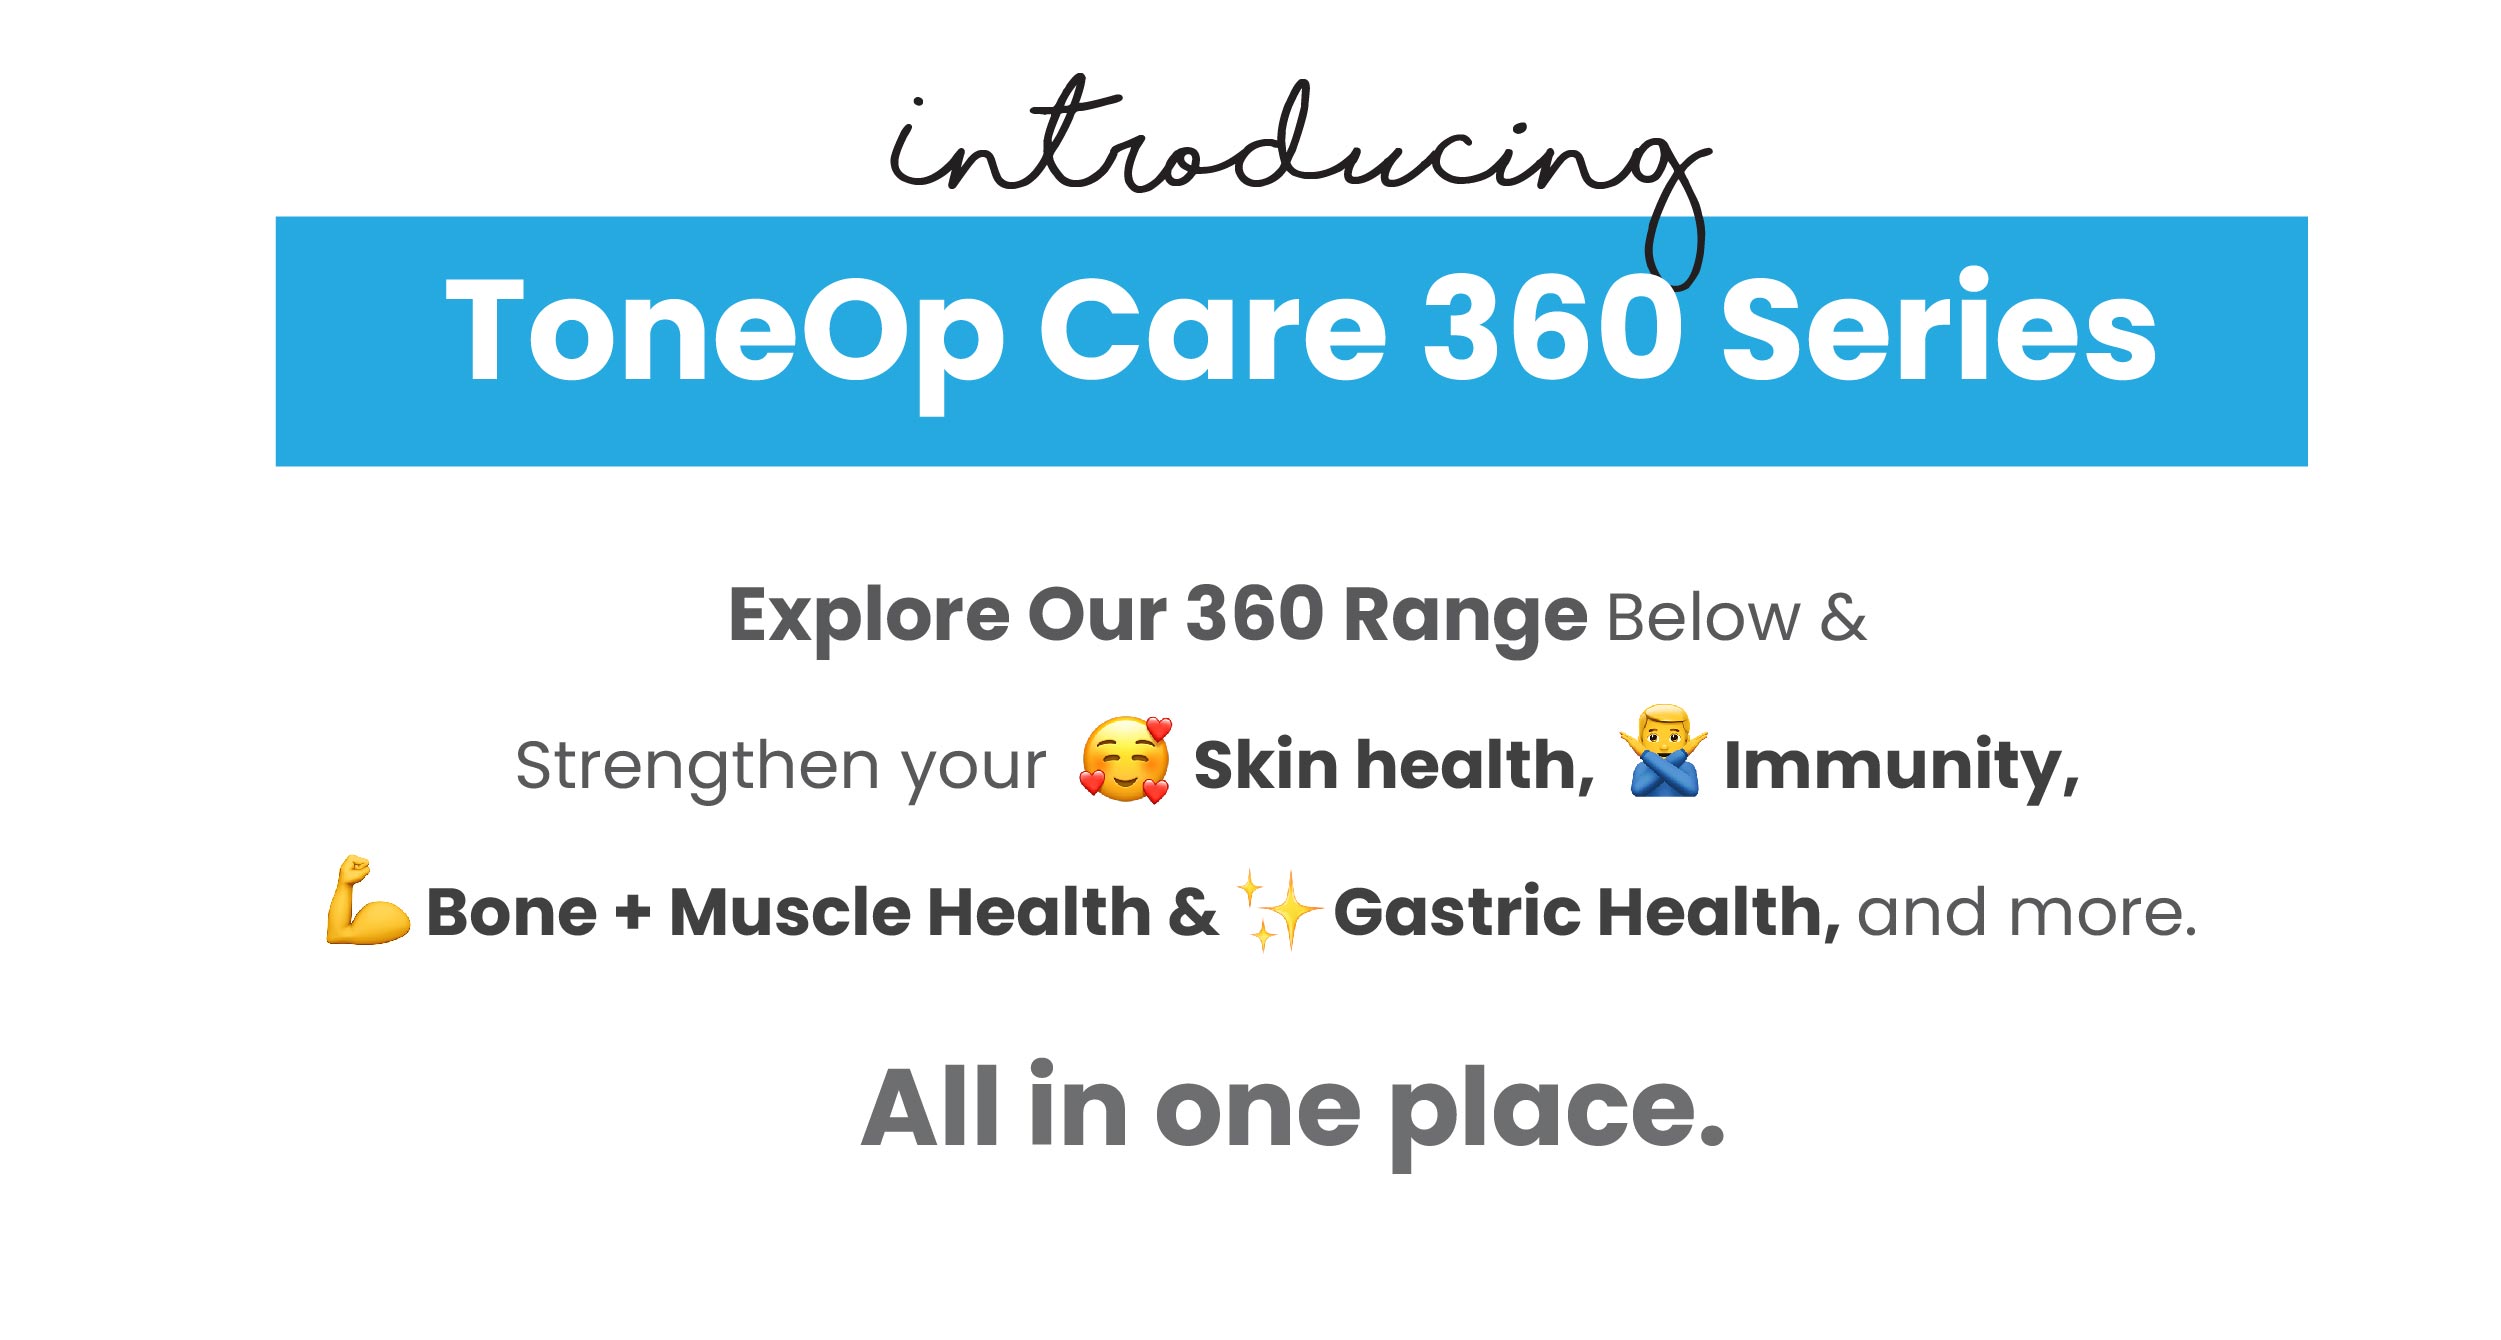 introducing
ToneOp Care 360 Series
Explore Our 360 Range Below &
Strengthen your 🥰 Skin health, 🙅‍♂️ Immunity,
💪 Bone + Muscle Health & ✨ Gastric Health, and more.
All in one place.